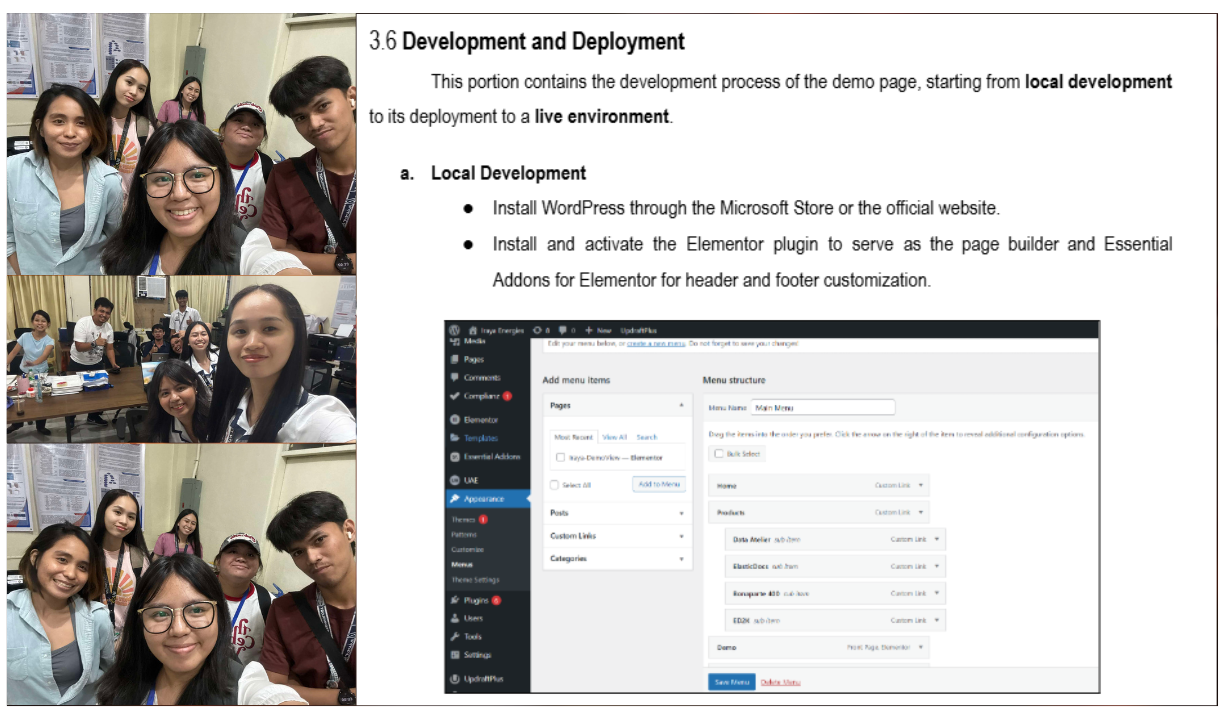 3.6 Development and Deployment
This portion contains the development process of the demo page, starting from local development
to its deployment to a live environment.
a. Local Development
● Install WordPress through the Microsoft Store or the official website.
● Install and activate the Elementor plugin to serve as the page builder and Essential
Addons for Elementor for header and footer customization.
Iraya Energies 8 0 + New UpdraftPlus
Media
Pages
Comments
Complianz 1
Elementor
Templates
Essential Addons
UAE
Appearance
Themes 1
Patterns
Customize
Menus
Theme Settings
Plugins
Users
Tools
Settings
UpdraftPlus
Edit your menu below, or create a new menu. Do not forget to save your changes!
Add menu items
Pages
Most Recent View All Search
Iraya-DemoView — Elementor
Select All Add to Menu
Posts
Custom Links
Categories
Menu structure
Menu Name Main Menu
Drag the items into the order you prefer. Click the arrow on the right of the item to reveal additional configuration options.
Bulk Select
Home Custom Link
Products Custom Link
Data Atelier sub item Custom Link
ElasticDocs sub item Custom Link
Bonaparte 400 sub item Custom Link
ED2K sub item Custom Link
Demo Front Page, Elementor
Save Menu Delete Menu